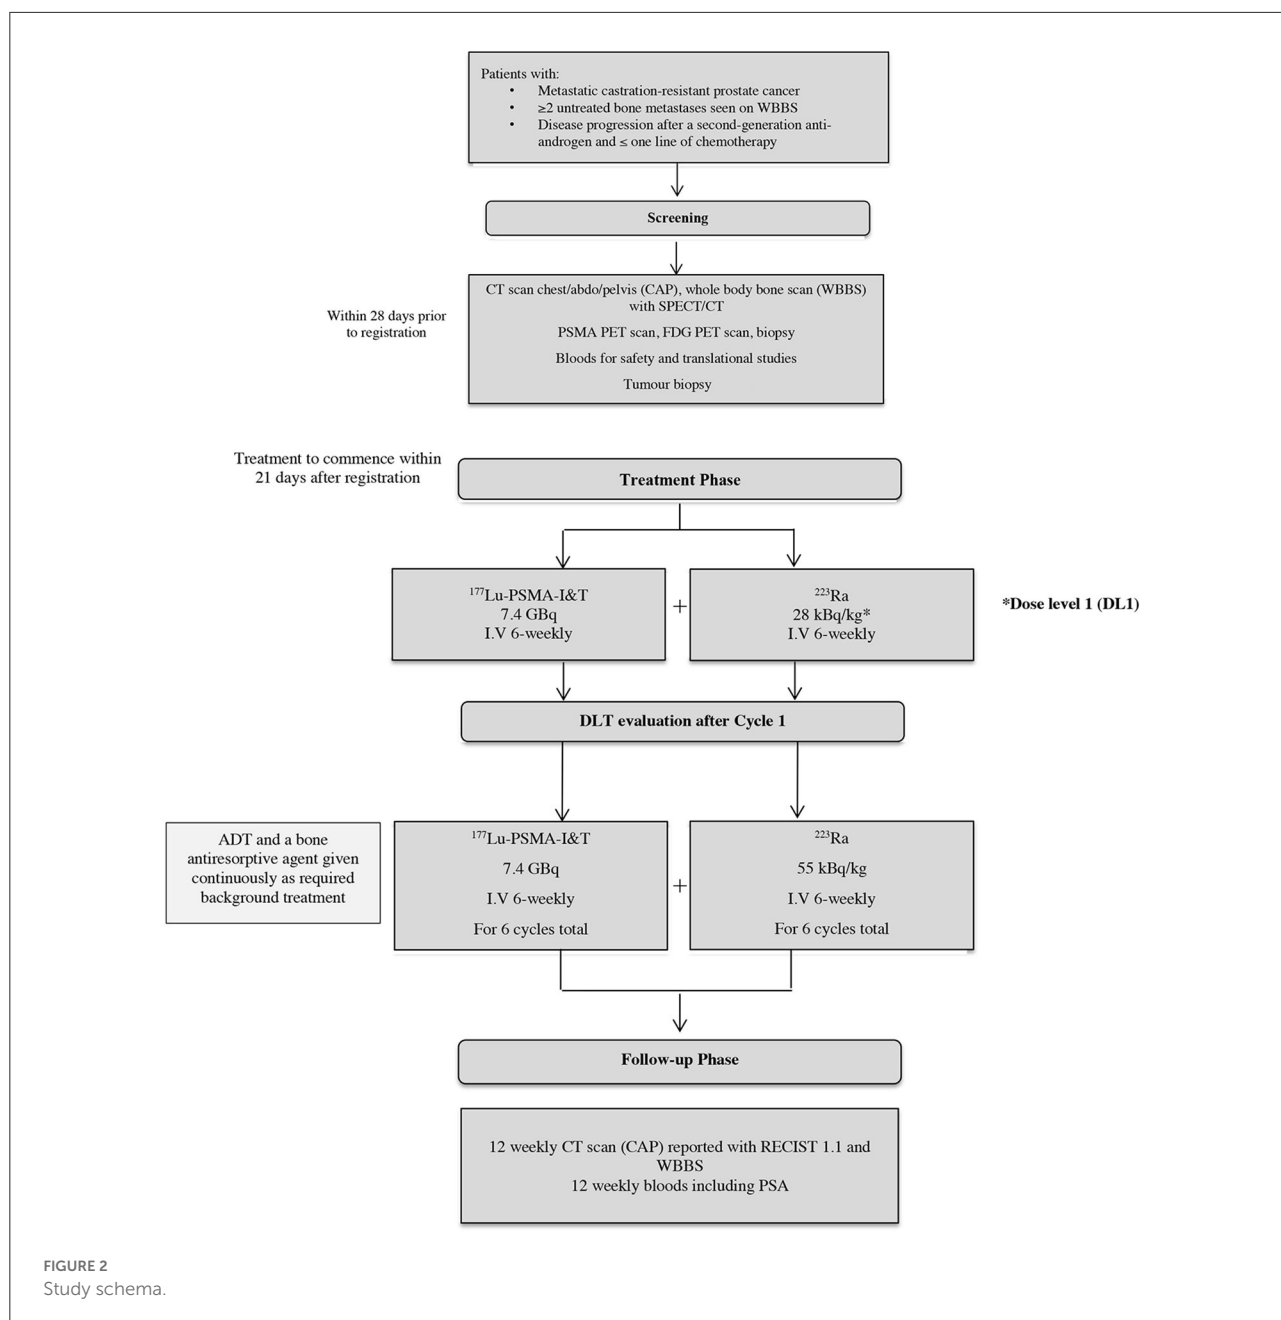 Patients with:
• Metastatic castration-resistant prostate cancer
• ≥2 untreated bone metastases seen on WBBS
• Disease progression after a second-generation anti-
androgen and ≤ one line of chemotherapy
Screening
Within 28 days prior
to registration
CT scan chest/abdo/pelvis (CAP), whole body bone scan (WBBS)
with SPECT/CT
PSMA PET scan, FDG PET scan, biopsy
Bloods for safety and translational studies
Tumour biopsy
Treatment to commence within
21 days after registration
Treatment Phase
¹⁷⁷Lu-PSMA-I&T
7.4 GBq
I.V 6-weekly
+
²²³Ra
28 kBq/kg*
I.V 6-weekly
*Dose level 1 (DL1)
DLT evaluation after Cycle 1
ADT and a bone
antiresorptive agent given
continuously as required
background treatment
¹⁷⁷Lu-PSMA-I&T
7.4 GBq
I.V 6-weekly
For 6 cycles total
+
²²³Ra
55 kBq/kg
I.V 6-weekly
For 6 cycles total
Follow-up Phase
12 weekly CT scan (CAP) reported with RECIST 1.1 and
WBBS
12 weekly bloods including PSA
FIGURE 2
Study schema.